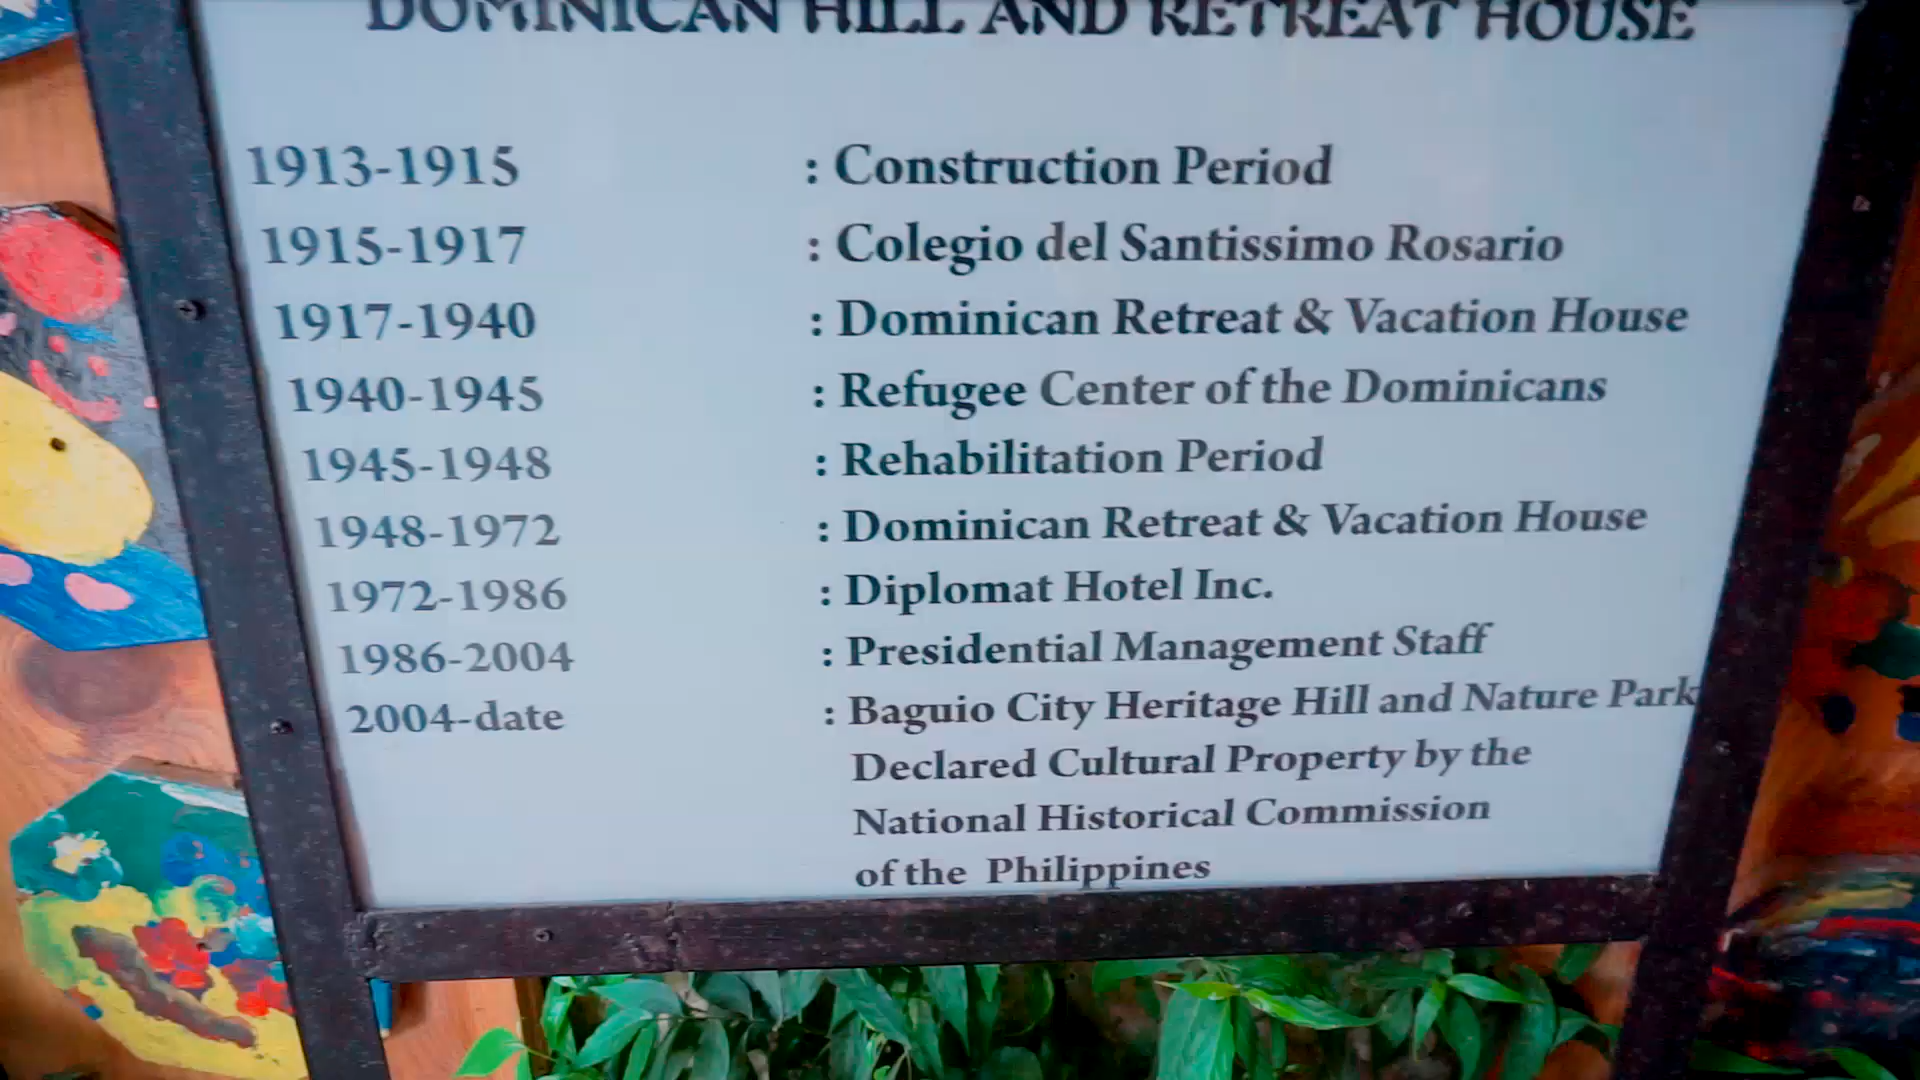 DOMINICAN HILL AND RETREAT HOUSE
1913-1915 : Construction Period
1915-1917 : Colegio del Santissimo Rosario
1917-1940 : Dominican Retreat & Vacation House
1940-1945 : Refugee Center of the Dominicans
1945-1948 : Rehabilitation Period
1948-1972 : Dominican Retreat & Vacation House
1972-1986 : Diplomat Hotel Inc.
1986-2004 : Presidential Management Staff
2004-date : Baguio City Heritage Hill and Nature Park
Declared Cultural Property by the
National Historical Commission
of the Philippines